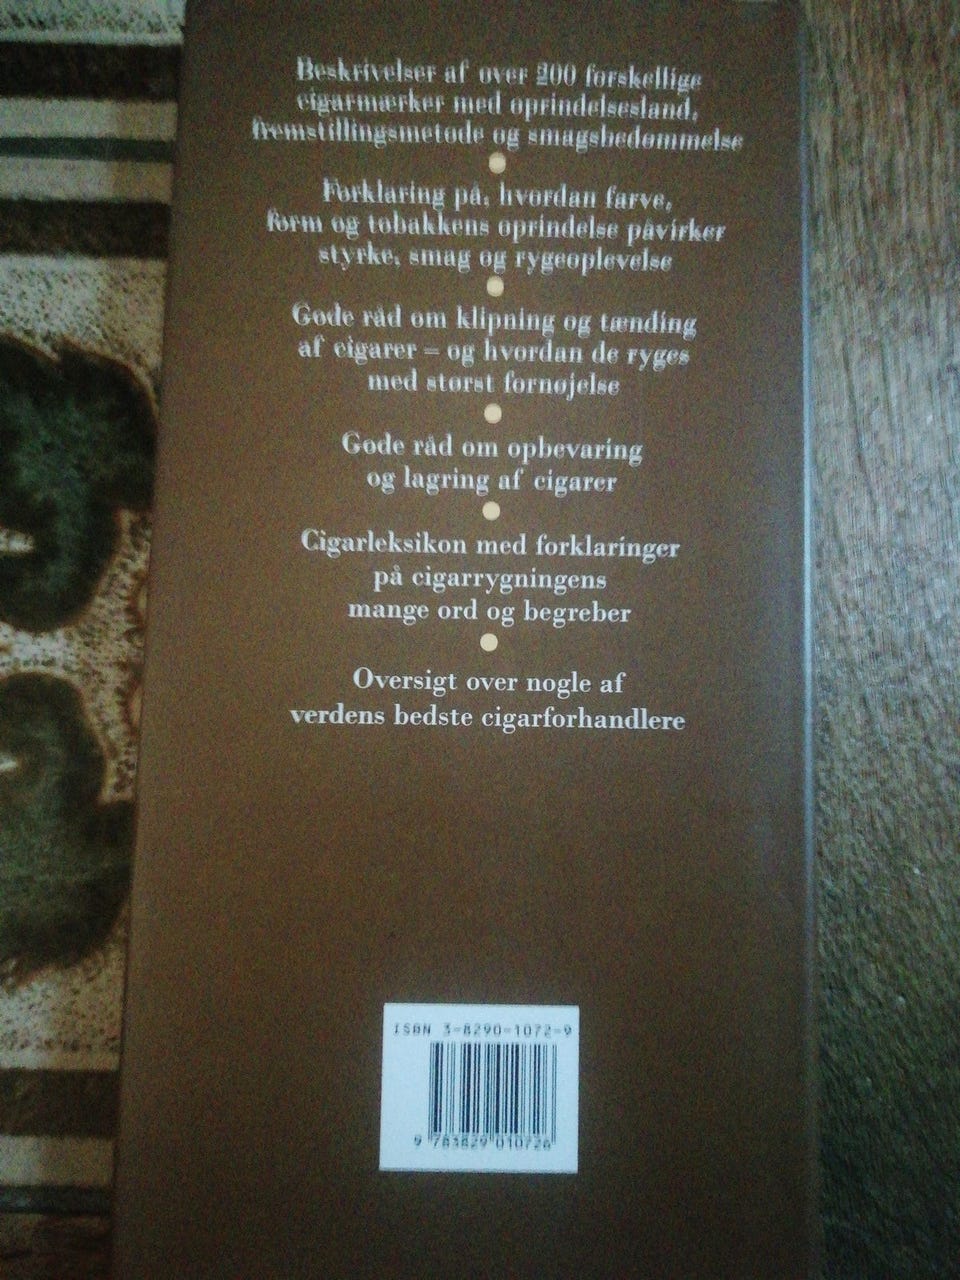 Beskrivelser af over 200 forskellige
cigarmærker med oprindelsesland,
fremstillingsmetode og smagsbedømmelse
Forklaring på, hvordan farve,
form og tobakkens oprindelse påvirker
styrke, smag og rygeoplevelse
Gode råd om klipning og tænding
af cigarer – og hvordan de ryges
med størst fornøjelse
Gode råd om opbevaring
og lagring af cigarer
Cigarleksikon med forklaringer
på cigarrygningens
mange ord og begreber
Oversigt over nogle af
verdens bedste cigarforhandlere
ISBN 3-8290-1072-9
9 783829 010726